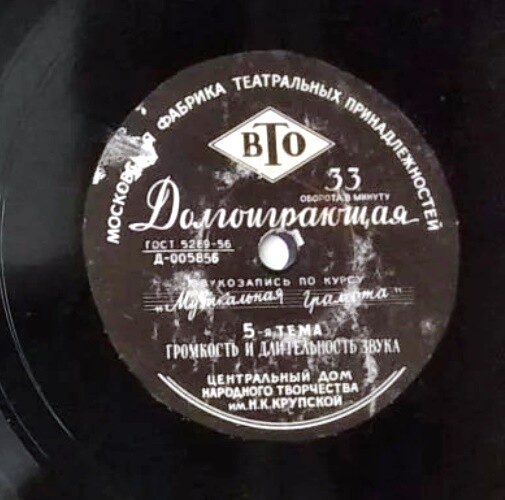 МОСКОВСКАЯ ФАБРИКА ТЕАТРАЛЬНЫХ ПРИНАДЛЕЖНОСТЕЙ
ВТО
33
ОБОРОТА В МИНУТУ
Долгоиграющая
ГОСТ 5289-56
Д-005856
ЗВУКОЗАПИСЬ ПО КУРСУ
„Музыкальная грамота"
5-я ТЕМА
ГРОМКОСТЬ И ДЛИТЕЛЬНОСТЬ ЗВУКА
ЦЕНТРАЛЬНЫЙ ДОМ
НАРОДНОГО ТВОРЧЕСТВА
им. Н.К. КРУПСКОЙ